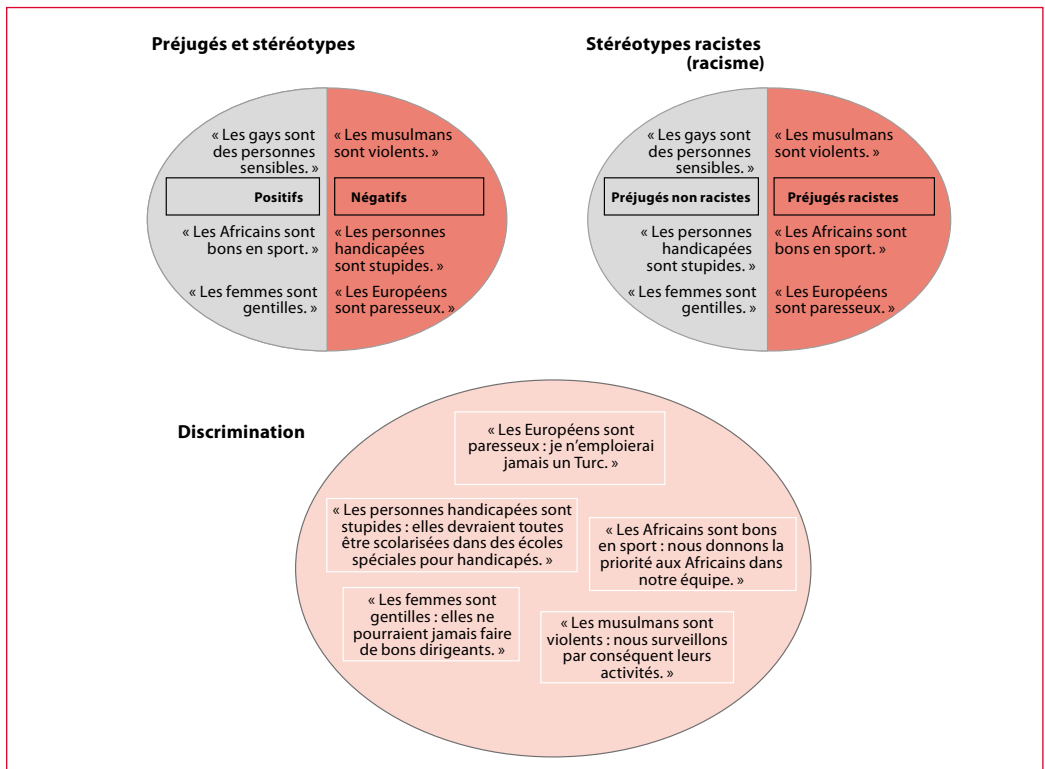 Préjugés et stéréotypes
« Les gays sont
des personnes
sensibles. »
Positifs
« Les Africains sont
bons en sport. »
« Les femmes sont
gentilles. »
« Les musulmans
sont violents. »
Négatifs
« Les personnes
handicapées
sont stupides. »
« Les Européens
sont paresseux. »
Stéréotypes racistes
(racisme)
« Les gays sont
des personnes
sensibles. »
Préjugés non racistes
« Les personnes
handicapées
sont stupides. »
« Les femmes sont
gentilles. »
« Les musulmans
sont violents. »
Préjugés racistes
« Les Africains sont
bons en sport. »
« Les Européens
sont paresseux. »
Discrimination
« Les Européens sont
paresseux : je n’emploierai
jamais un Turc. »
« Les personnes handicapées sont
stupides : elles devraient toutes
être scolarisées dans des écoles
spéciales pour handicapés. »
« Les Africains sont bons
en sport : nous donnons la
priorité aux Africains dans
notre équipe. »
« Les femmes sont
gentilles : elles ne
pourraient jamais faire
de bons dirigeants. »
« Les musulmans sont
violents : nous surveillons
par conséquent leurs
activités. »